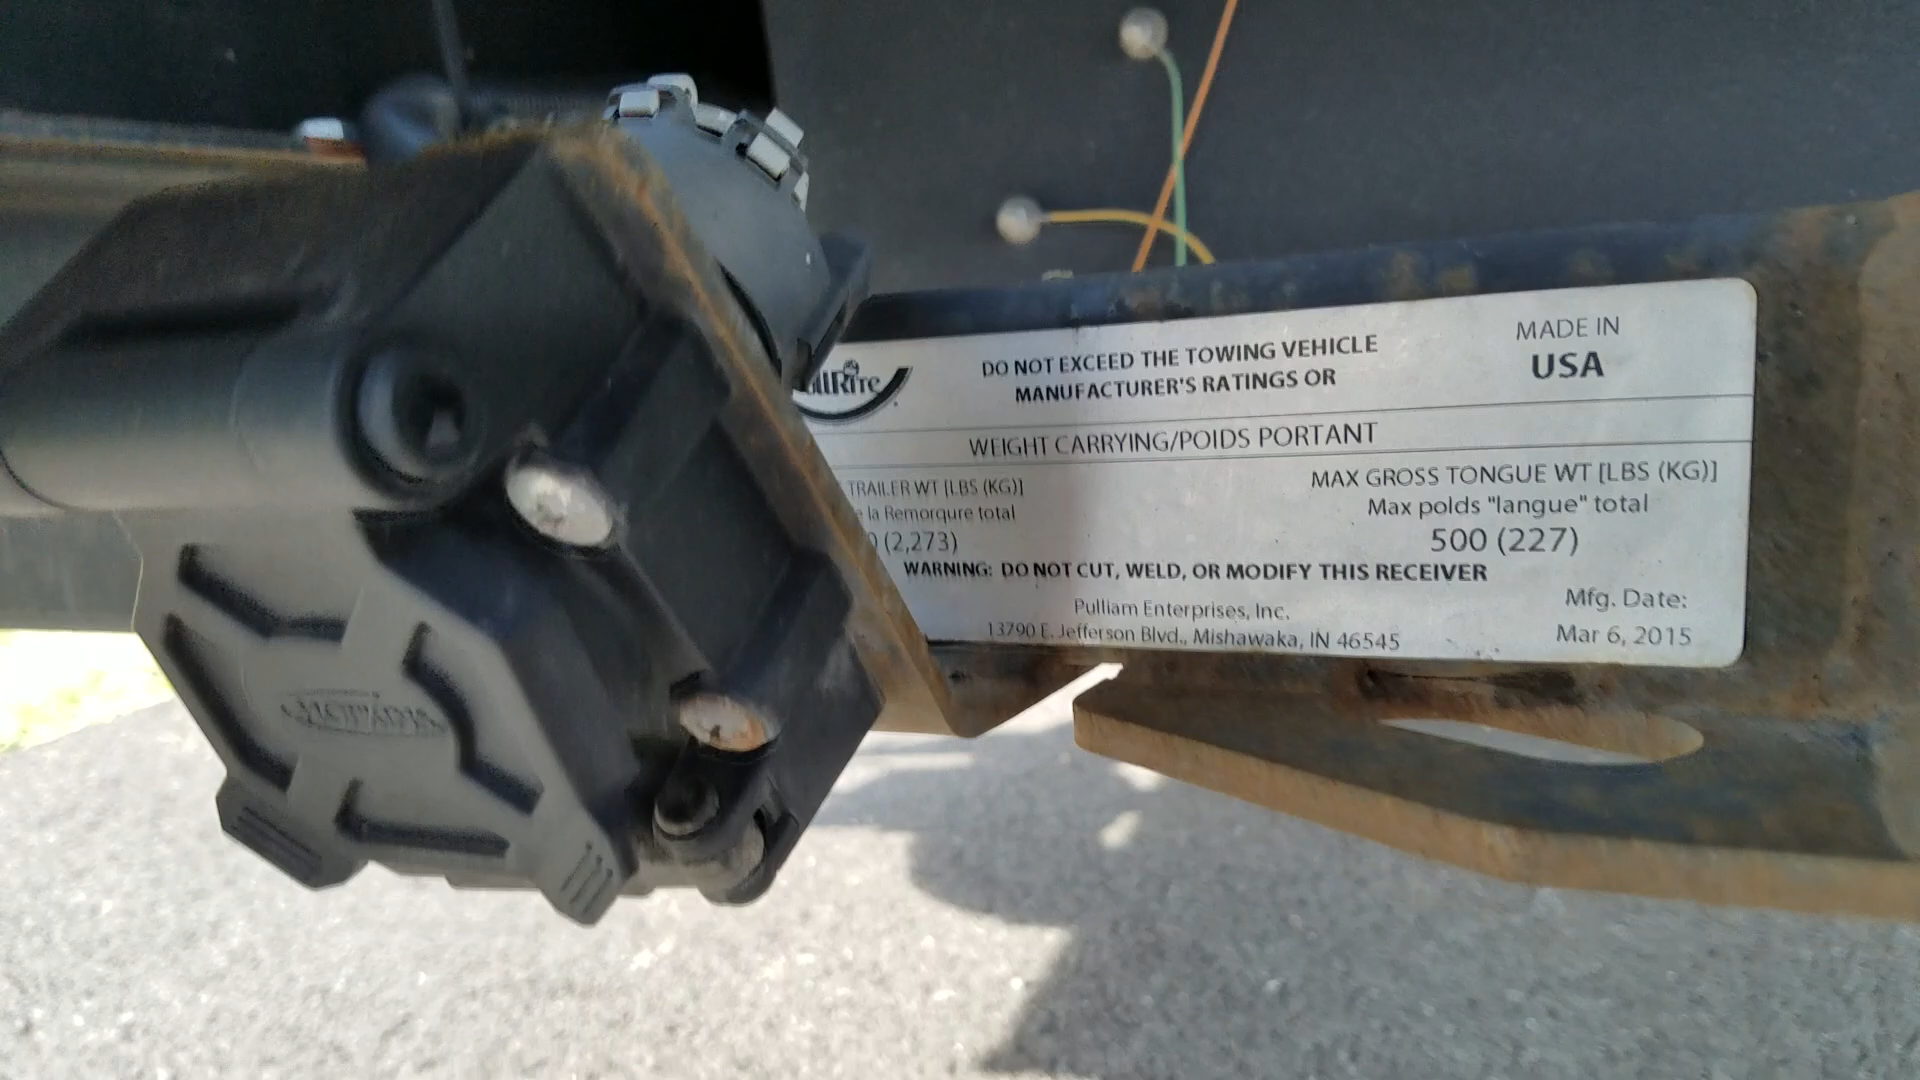 DO NOT EXCEED THE TOWING VEHICLE
MANUFACTURER'S RATINGS OR
MADE IN
USA
WEIGHT CARRYING/POIDS PORTANT
TRAILER WT [LBS (KG)]
la Remorqure total
(2,273)
MAX GROSS TONGUE WT [LBS (KG)]
Max polds "langue" total
500 (227)
WARNING: DO NOT CUT, WELD, OR MODIFY THIS RECEIVER
Pulliam Enterprises, Inc.
13790 E. Jefferson Blvd., Mishawaka, IN 46545
Mfg. Date:
Mar 6, 2015